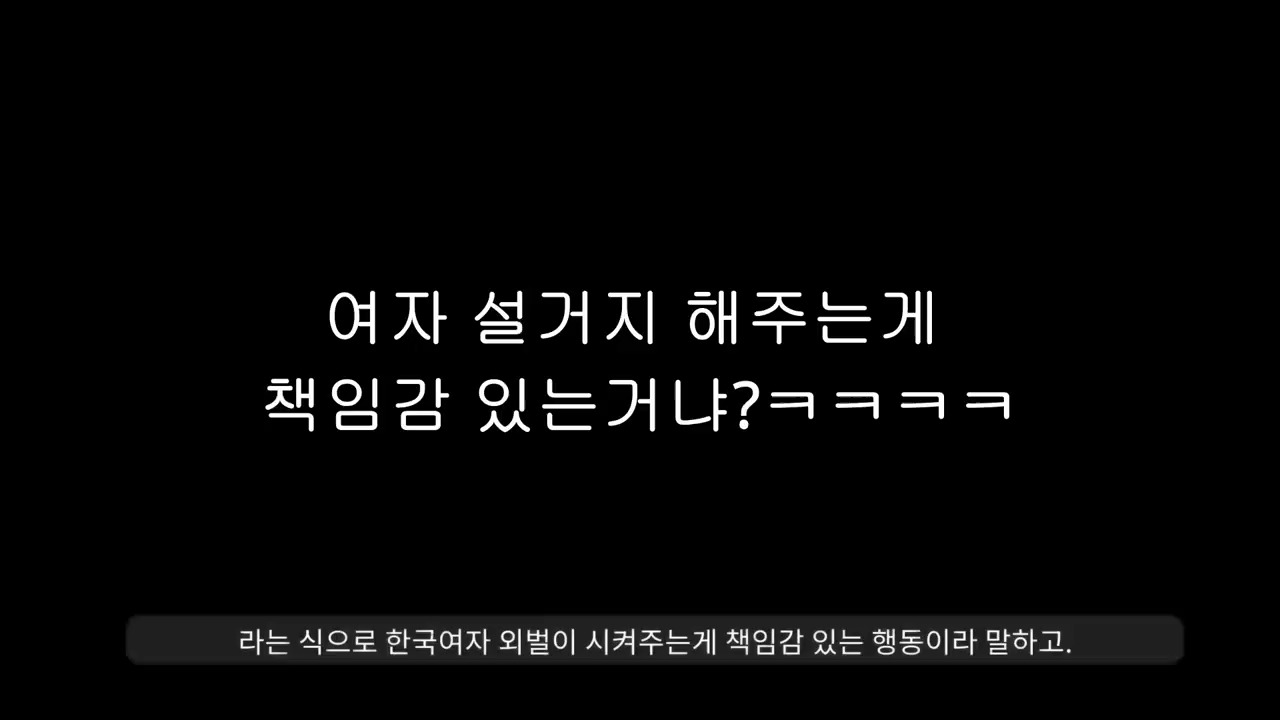 여자 설거지 해주는게
책임감 있는거냐?ㅋㅋㅋㅋ
라는 식으로 한국여자 외벌이 시켜주는게 책임감 있는 행동이라 말하고.